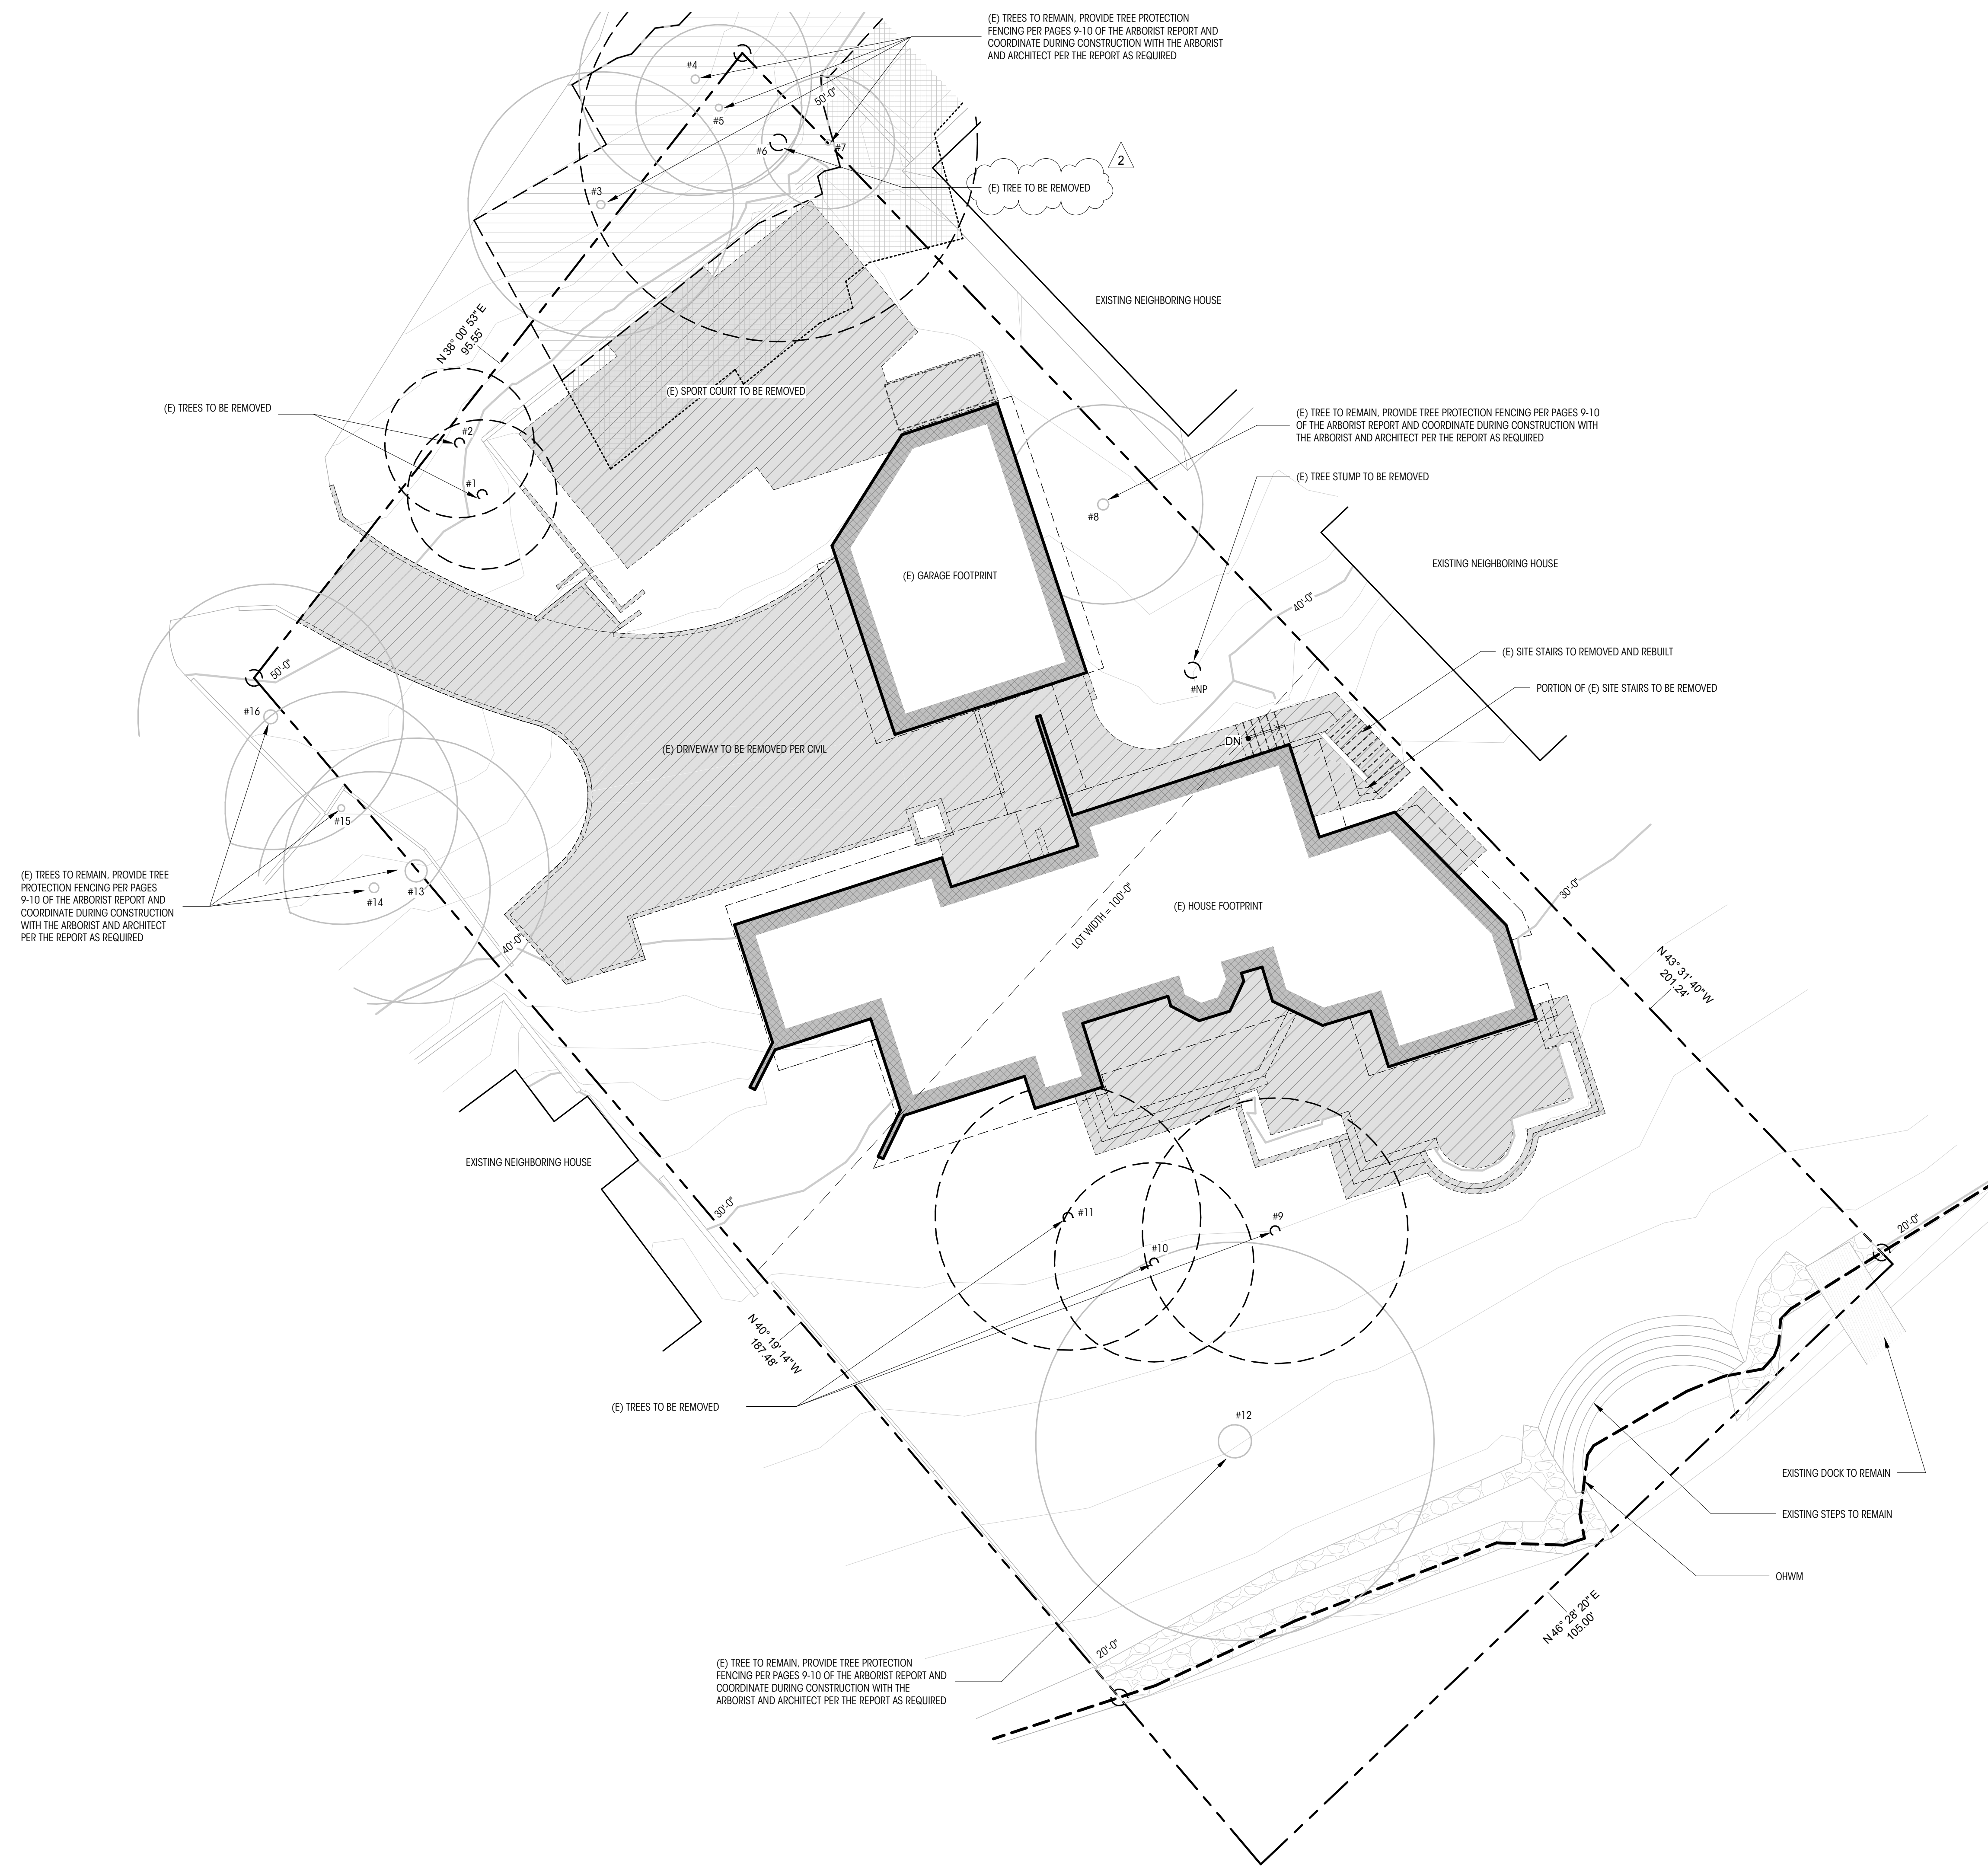 (E) TREES TO REMAIN, PROVIDE TREE PROTECTION
FENCING PER PAGES 9-10 OF THE ARBORIST REPORT AND
COORDINATE DURING CONSTRUCTION WITH THE ARBORIST
AND ARCHITECT PER THE REPORT AS REQUIRED
#4
50'-0"
#5
#6
#7
2
(E) TREE TO BE REMOVED
#3
EXISTING NEIGHBORING HOUSE
N 38° 00' 53" E
95.55'
(E) SPORT COURT TO BE REMOVED
(E) TREES TO BE REMOVED
#2
#1
(E) TREE TO REMAIN, PROVIDE TREE PROTECTION FENCING PER PAGES 9-10
OF THE ARBORIST REPORT AND COORDINATE DURING CONSTRUCTION WITH
THE ARBORIST AND ARCHITECT PER THE REPORT AS REQUIRED
(E) TREE STUMP TO BE REMOVED
#8
EXISTING NEIGHBORING HOUSE
(E) GARAGE FOOTPRINT
40'-0"
(E) SITE STAIRS TO REMOVED AND REBUILT
50'-0"
#NP
PORTION OF (E) SITE STAIRS TO BE REMOVED
#16
DN
(E) DRIVEWAY TO BE REMOVED PER CIVIL
#15
(E) TREES TO REMAIN, PROVIDE TREE
PROTECTION FENCING PER PAGES
9-10 OF THE ARBORIST REPORT AND
COORDINATE DURING CONSTRUCTION
WITH THE ARBORIST AND ARCHITECT
PER THE REPORT AS REQUIRED
#13
#14
30'-0"
(E) HOUSE FOOTPRINT
LOT WIDTH = 100'-0"
40'-0"
N 43° 31' 40" W
201.24'
EXISTING NEIGHBORING HOUSE
30'-0"
#11
#9
#10
20'-0"
N 40° 19' 14" W
187.48'
(E) TREES TO BE REMOVED
#12
EXISTING DOCK TO REMAIN
EXISTING STEPS TO REMAIN
OHWM
N 46° 28' 20" E
105.00'
20'-0"
(E) TREE TO REMAIN, PROVIDE TREE PROTECTION
FENCING PER PAGES 9-10 OF THE ARBORIST REPORT AND
COORDINATE DURING CONSTRUCTION WITH THE
ARBORIST AND ARCHITECT PER THE REPORT AS REQUIRED